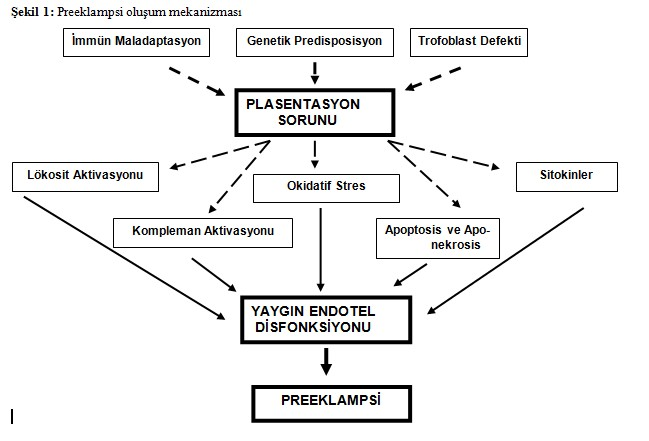 Şekil 1: Preeklampsi oluşum mekanizması
İmmün Maladaptasyon
Genetik Predisposiyon
Trofoblast Defekti
PLASENTASYON
SORUNU
Lökosit Aktivasyonu
Okidatif Stres
Sitokinler
Kompleman Aktivasyonu
Apoptosis ve Apo-
nekrosis
YAYGIN ENDOTEL
DİSFONKSİYONU
PREEKLAMPSİ